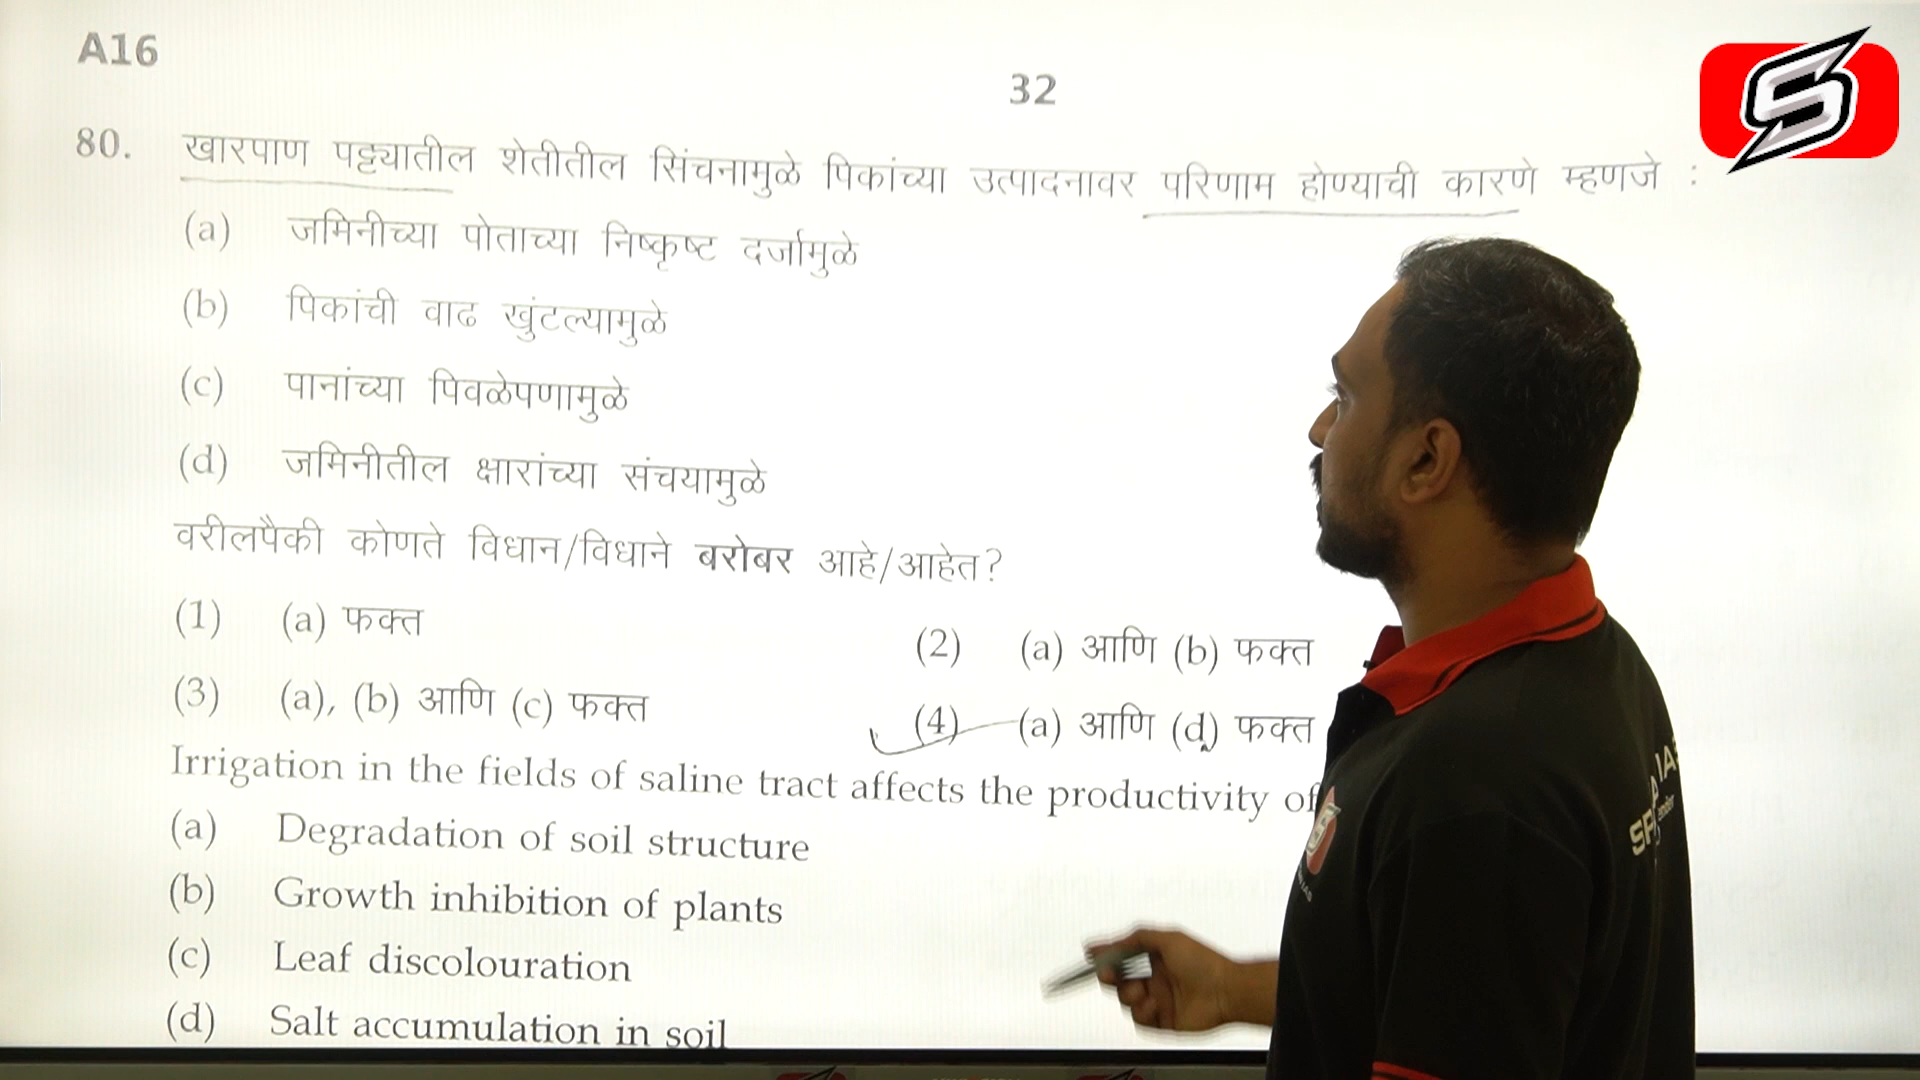 A16
32
80. खारपाण पट्ट्यातील शेतीतील सिंचनामुळे पिकांच्या उत्पादनावर परिणाम होण्याची कारणे म्हणजे :
(a) जमिनीच्या पोताच्या निष्कृष्ट दर्जामुळे
(b) पिकांची वाढ खुंटल्यामुळे
(c) पानांच्या पिवळेपणामुळे
(d) जमिनीतील क्षारांच्या संचयामुळे
वरीलपैकी कोणते विधान/विधाने बरोबर आहे/आहेत?
(1) (a) फक्त
(2) (a) आणि (b) फक्त
(3) (a), (b) आणि (c) फक्त
(4) (a) आणि (d) फक्त
Irrigation in the fields of saline tract affects the productivity of
(a) Degradation of soil structure
(b) Growth inhibition of plants
(c) Leaf discolouration
(d) Salt accumulation in soil